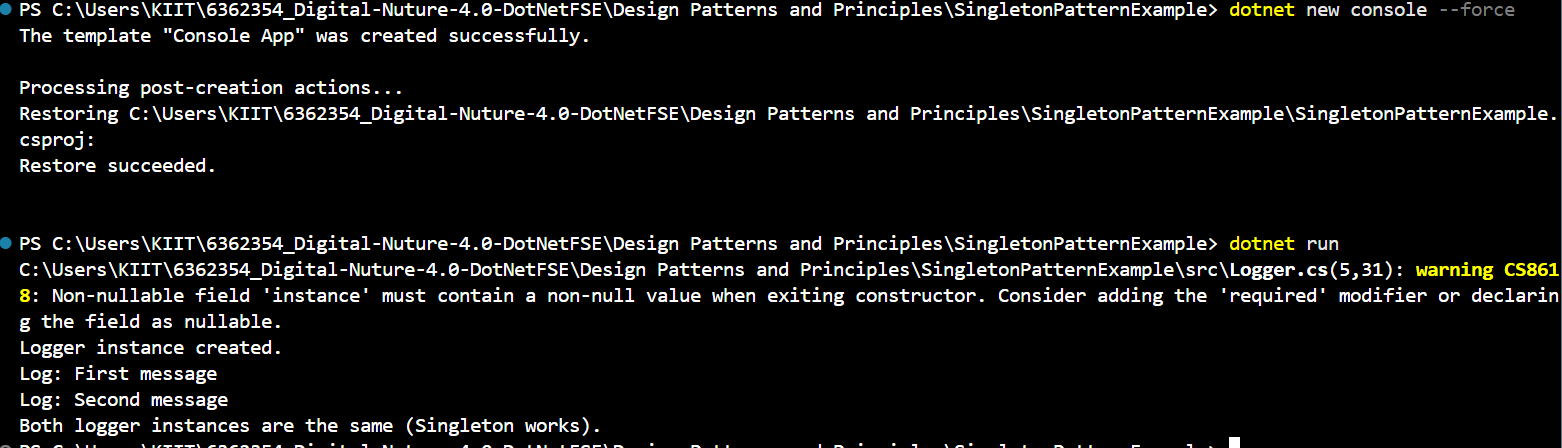 PS C:\Users\KIIT\6362354_Digital-Nuture-4.0-DotNetFSE\Design Patterns and Principles\SingletonPatternExample> dotnet new console --force
The template "Console App" was created successfully.
Processing post-creation actions...
Restoring C:\Users\KIIT\6362354_Digital-Nuture-4.0-DotNetFSE\Design Patterns and Principles\SingletonPatternExample\SingletonPatternExample.
csproj:
Restore succeeded.
PS C:\Users\KIIT\6362354_Digital-Nuture-4.0-DotNetFSE\Design Patterns and Principles\SingletonPatternExample> dotnet run
C:\Users\KIIT\6362354_Digital-Nuture-4.0-DotNetFSE\Design Patterns and Principles\SingletonPatternExample\src\Logger.cs(5,31): warning CS861
8: Non-nullable field 'instance' must contain a non-null value when exiting constructor. Consider adding the 'required' modifier or declarin
g the field as nullable.
Logger instance created.
Log: First message
Log: Second message
Both logger instances are the same (Singleton works).